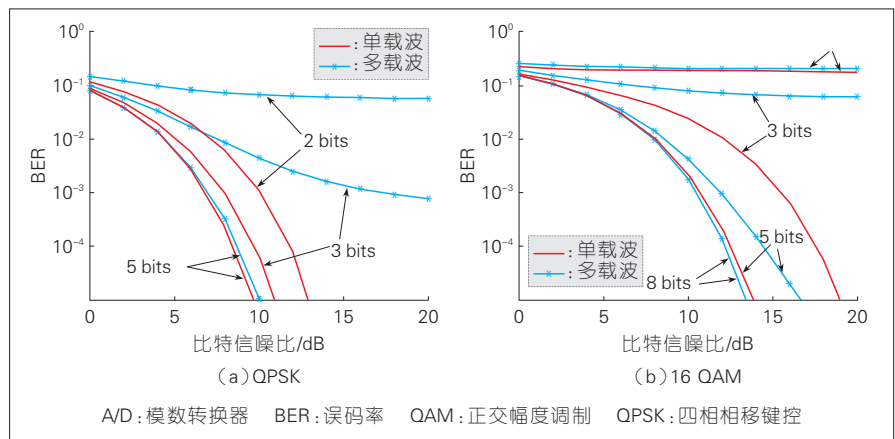 10⁰
10⁻¹
10⁻²
10⁻³
10⁻⁴
BER
:单载波
:多载波
2 bits
3 bits
5 bits
0
5
10
15
20
比特信噪比/dB
(a)QPSK
10⁰
10⁻¹
10⁻²
10⁻³
10⁻⁴
BER
3 bits
:单载波
:多载波
5 bits
8 bits
0
5
10
15
20
比特信噪比/dB
(b)16 QAM
A/D:模数转换器 BER:误码率 QAM:正交幅度调制 QPSK:四相相移键控